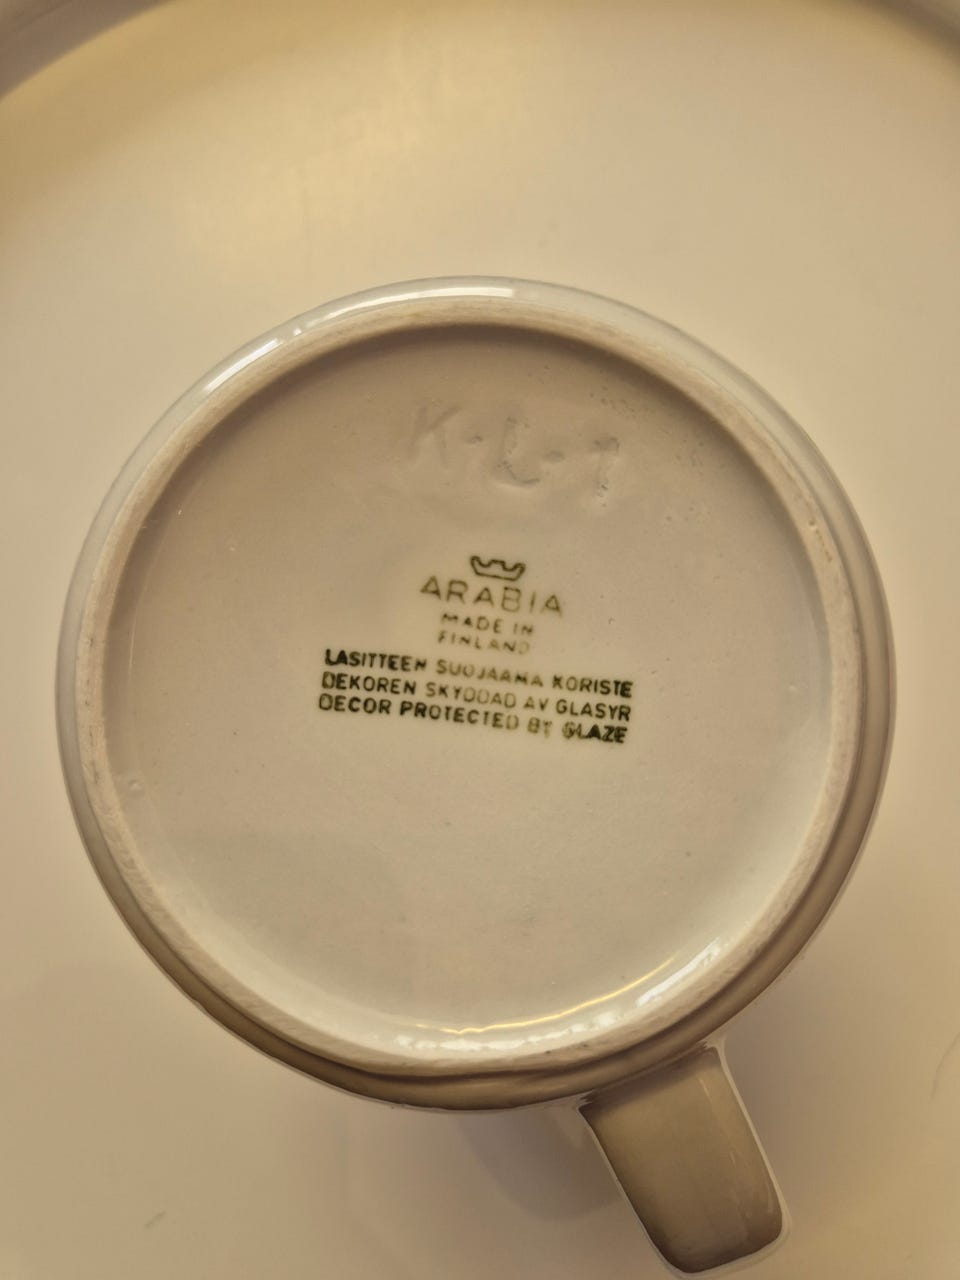 K·L·1
ARABIA
MADE IN
FINLAND
LASITTEEN SUOJAAMA KORISTE
DEKOREN SKYDDAD AV GLASYR
DECOR PROTECTED BY GLAZE